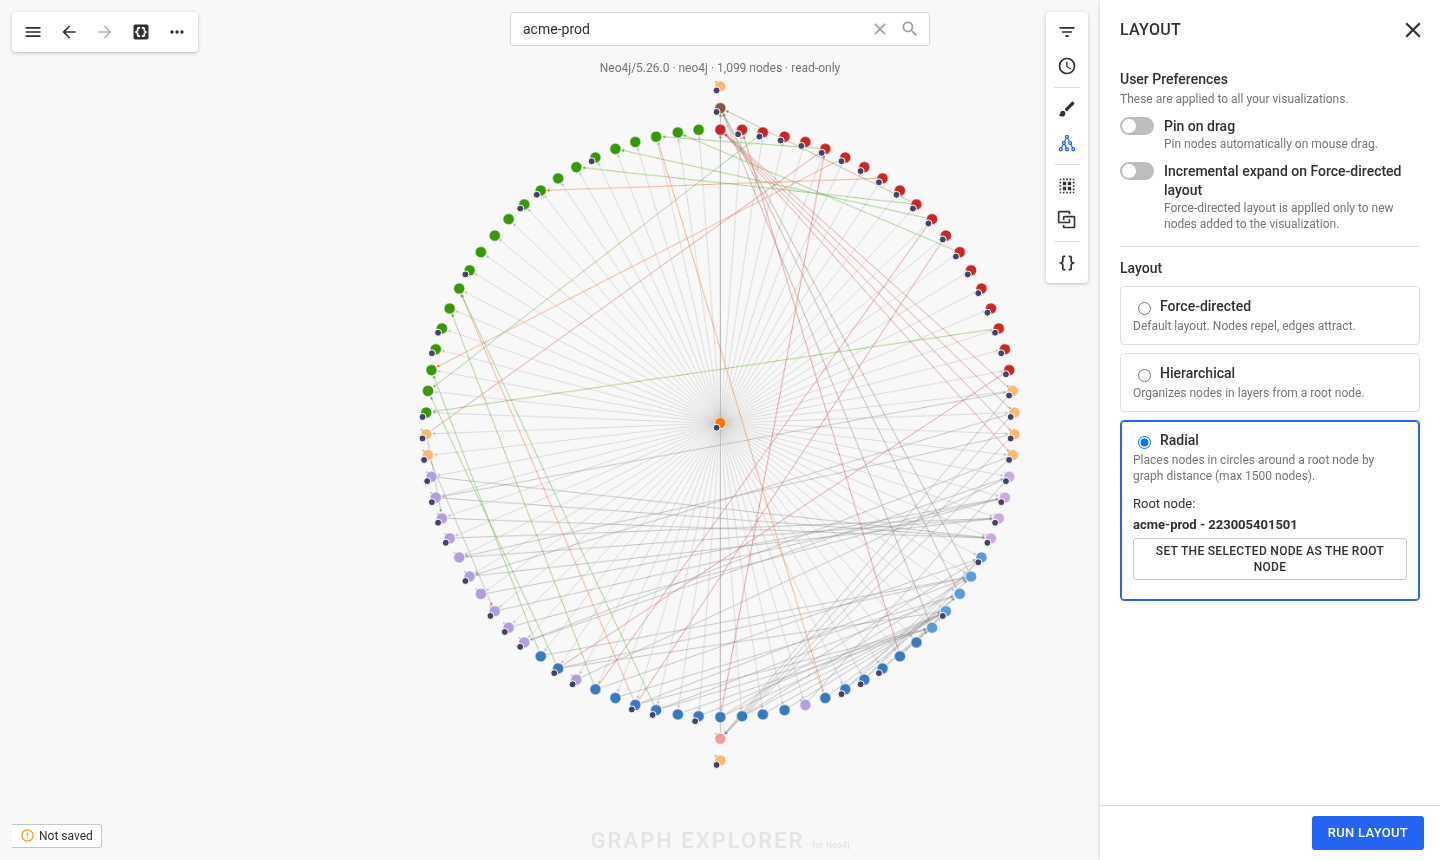 acme-prod
Neo4j/5.26.0 · neo4j · 1,099 nodes · read-only
LAYOUT
User Preferences
These are applied to all your visualizations.
Pin on drag
Pin nodes automatically on mouse drag.
Incremental expand on Force-directed
layout
Force-directed layout is applied only to new
nodes added to the visualization.
Layout
Force-directed
Default layout. Nodes repel, edges attract.
Hierarchical
Organizes nodes in layers from a root node.
Radial
Places nodes in circles around a root node by
graph distance (max 1500 nodes).
Root node:
acme-prod - 223005401501
SET THE SELECTED NODE AS THE ROOT
NODE
Not saved
GRAPH EXPLORER for Neo4j
RUN LAYOUT